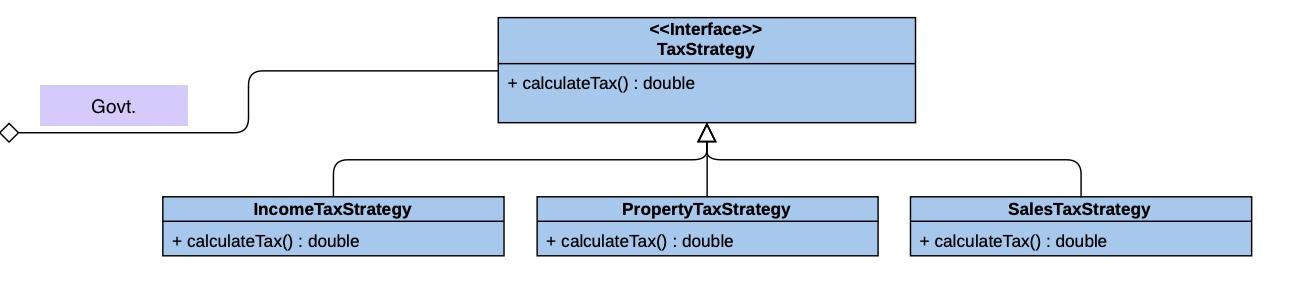 <<Interface>>
TaxStrategy
+ calculateTax() : double
Govt.
IncomeTaxStrategy
+ calculateTax() : double
PropertyTaxStrategy
+ calculateTax() : double
SalesTaxStrategy
+ calculateTax() : double